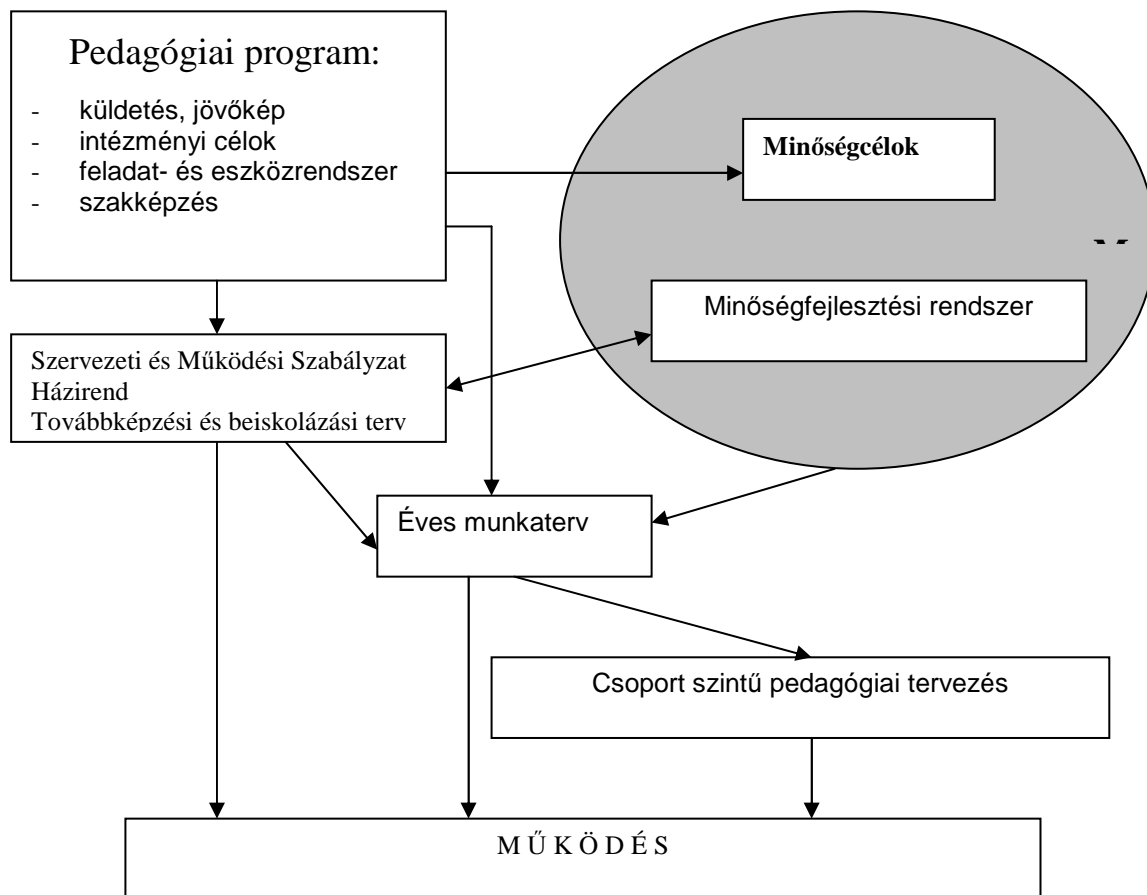 Pedagógiai program:
- küldetés, jövőkép
- intézményi célok
- feladat- és eszközrendszer
- szakképzés
Minőségcélok
Minőségfejlesztési rendszer
Szervezeti és Működési Szabályzat
Házirend
Továbbképzési és beiskolázási terv
Éves munkaterv
Csoport szintű pedagógiai tervezés
MŰKÖDÉS